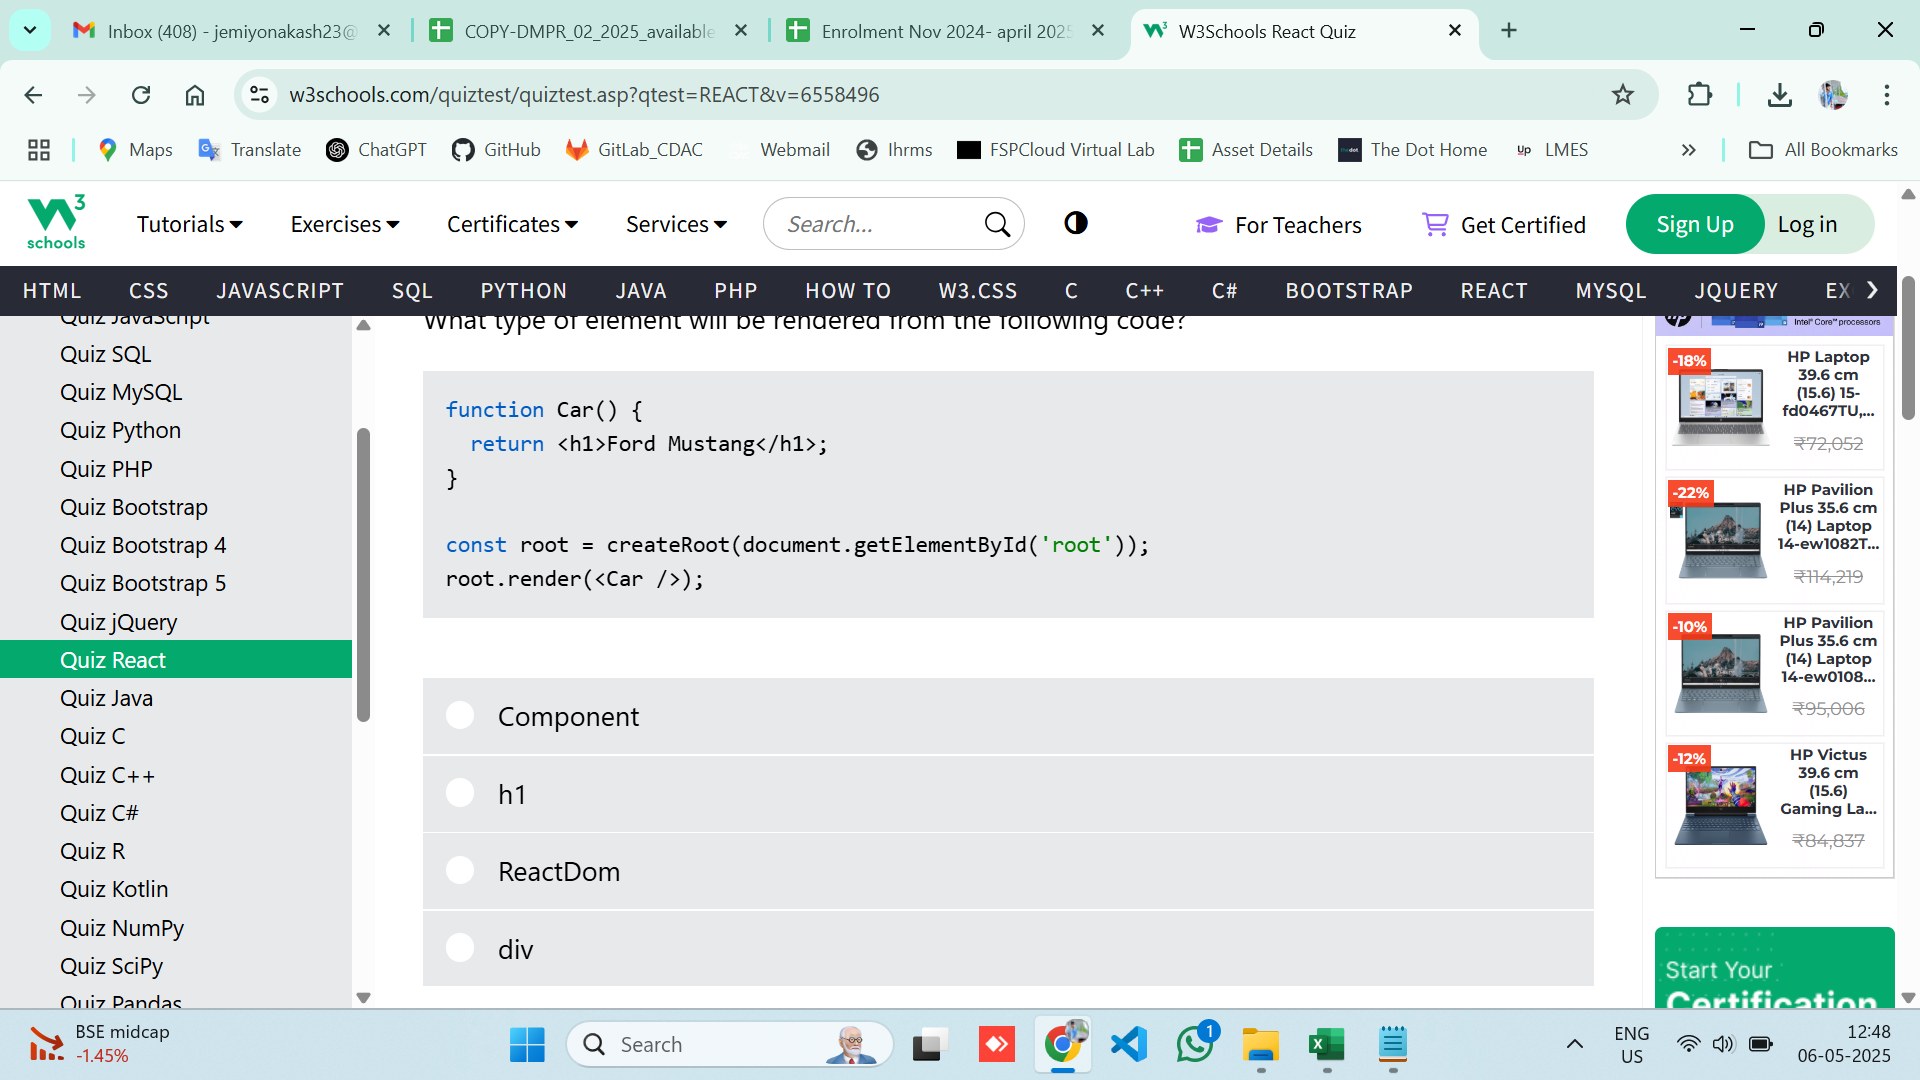 Inbox (408) - jemiyonakash23@
COPY-DMPR_02_2025_available
Enrolment Nov 2024- april 2025
W3Schools React Quiz
w3schools.com/quiztest/quiztest.asp?qtest=REACT&v=6558496
Maps
Translate
ChatGPT
GitHub
GitLab_CDAC
Webmail
Ihrms
FSPCloud Virtual Lab
Asset Details
The Dot Home
Up LMES
All Bookmarks
W3 schools
Tutorials
Exercises
Certificates
Services
Search...
For Teachers
Get Certified
Sign Up
Log in
HTML CSS JAVASCRIPT SQL PYTHON JAVA PHP HOW TO W3.CSS C C++ C# BOOTSTRAP REACT MYSQL JQUERY EX
Quiz JavaScript
Quiz SQL
Quiz MySQL
Quiz Python
Quiz PHP
Quiz Bootstrap
Quiz Bootstrap 4
Quiz Bootstrap 5
Quiz jQuery
Quiz React
Quiz Java
Quiz C
Quiz C++
Quiz C#
Quiz R
Quiz Kotlin
Quiz NumPy
Quiz SciPy
Quiz Pandas
What type of element will be rendered from the following code?
function Car() {
return <h1>Ford Mustang</h1>;
}
const root = createRoot(document.getElementById('root'));
root.render(<Car />);
Component
h1
ReactDom
div
hp
Intel® Core™ processors
-18%
HP Laptop
39.6 cm
(15.6) 15-
fd0467TU,...
₹72,052
-22%
HP Pavilion
Plus 35.6 cm
(14) Laptop
14-ew1082T...
₹114,219
-10%
HP Pavilion
Plus 35.6 cm
(14) Laptop
14-ew0108...
₹95,006
-12%
HP Victus
39.6 cm
(15.6)
Gaming La...
₹84,837
Start Your
Certification
BSE midcap
-1.45%
Search
1
ENG
US
12:48
06-05-2025